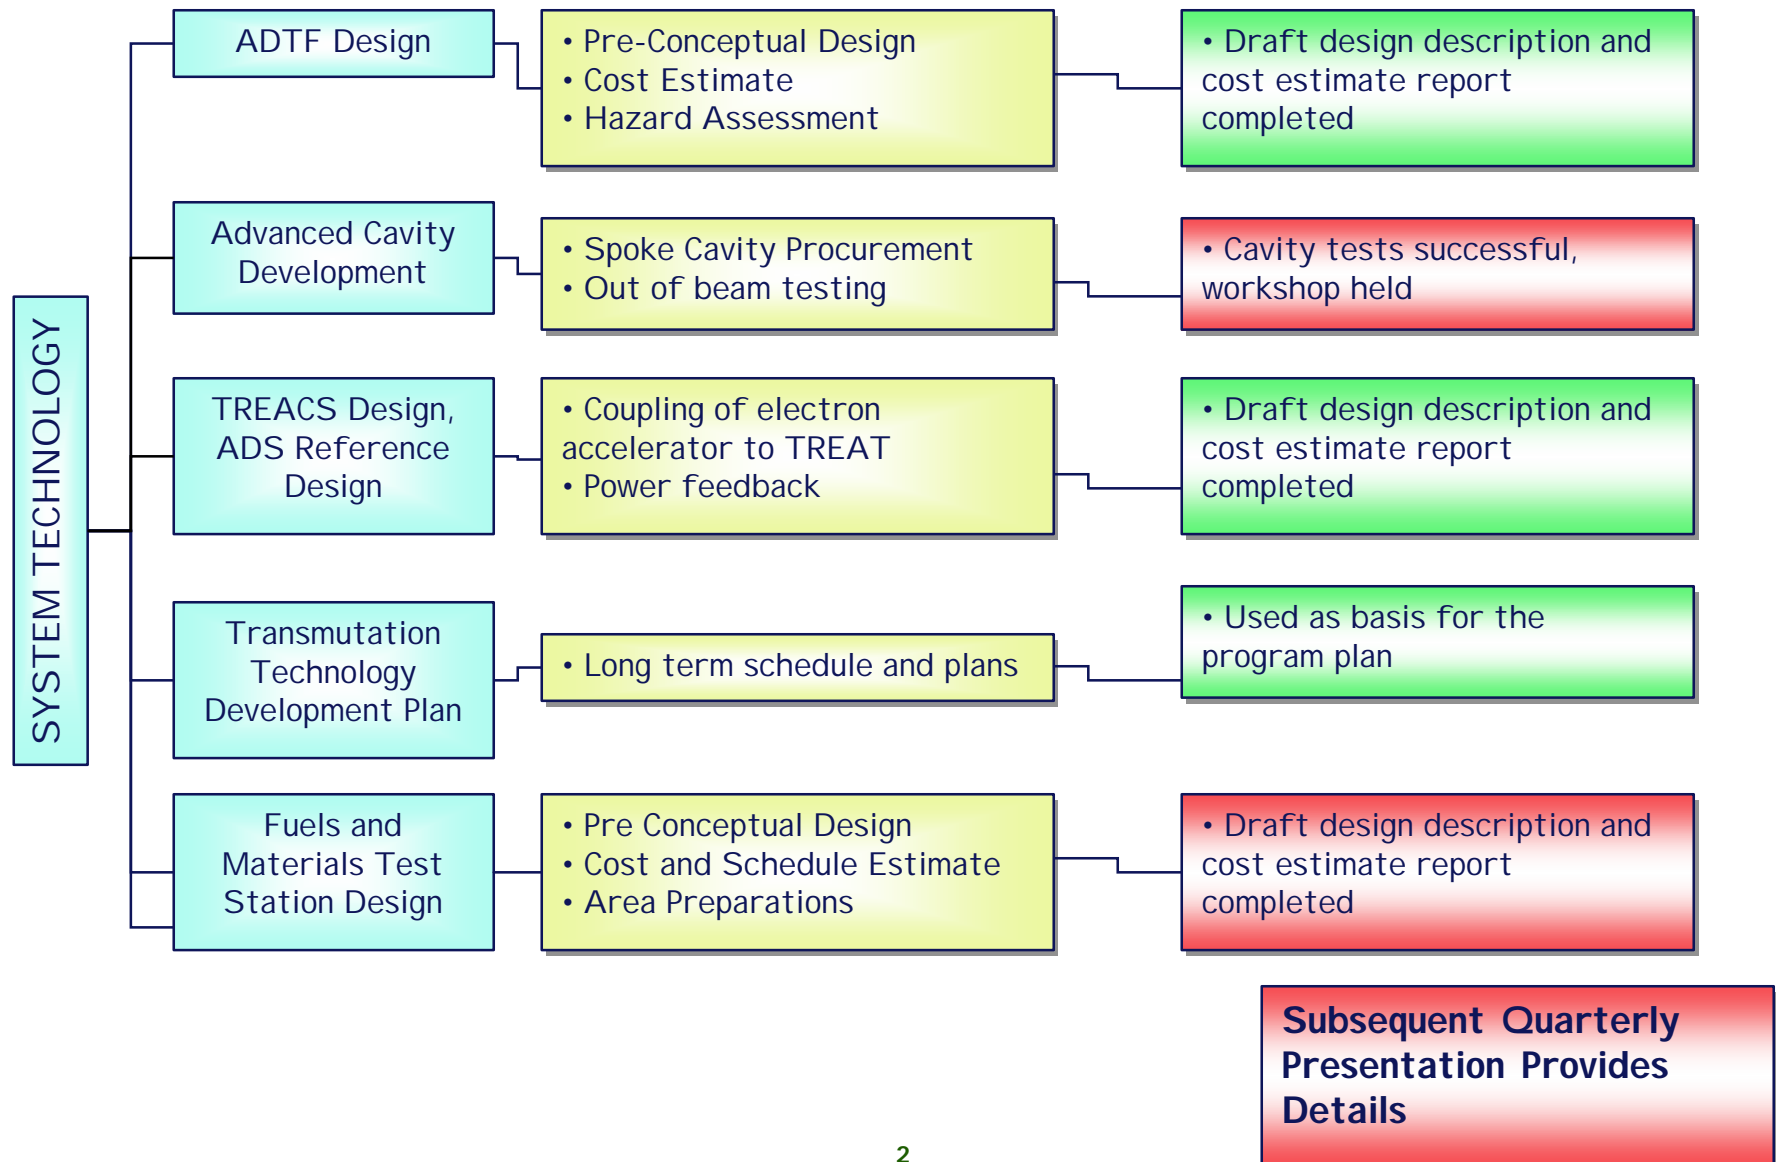 SYSTEM TECHNOLOGY
ADTF Design
• Pre-Conceptual Design
• Cost Estimate
• Hazard Assessment
• Draft design description and
cost estimate report
completed
Advanced Cavity
Development
• Spoke Cavity Procurement
• Out of beam testing
• Cavity tests successful,
workshop held
TREACS Design,
ADS Reference
Design
• Coupling of electron
accelerator to TREAT
• Power feedback
• Draft design description and
cost estimate report
completed
Transmutation
Technology
Development Plan
• Long term schedule and plans
• Used as basis for the
program plan
Fuels and
Materials Test
Station Design
• Pre Conceptual Design
• Cost and Schedule Estimate
• Area Preparations
• Draft design description and
cost estimate report
completed
Subsequent Quarterly
Presentation Provides
Details
2